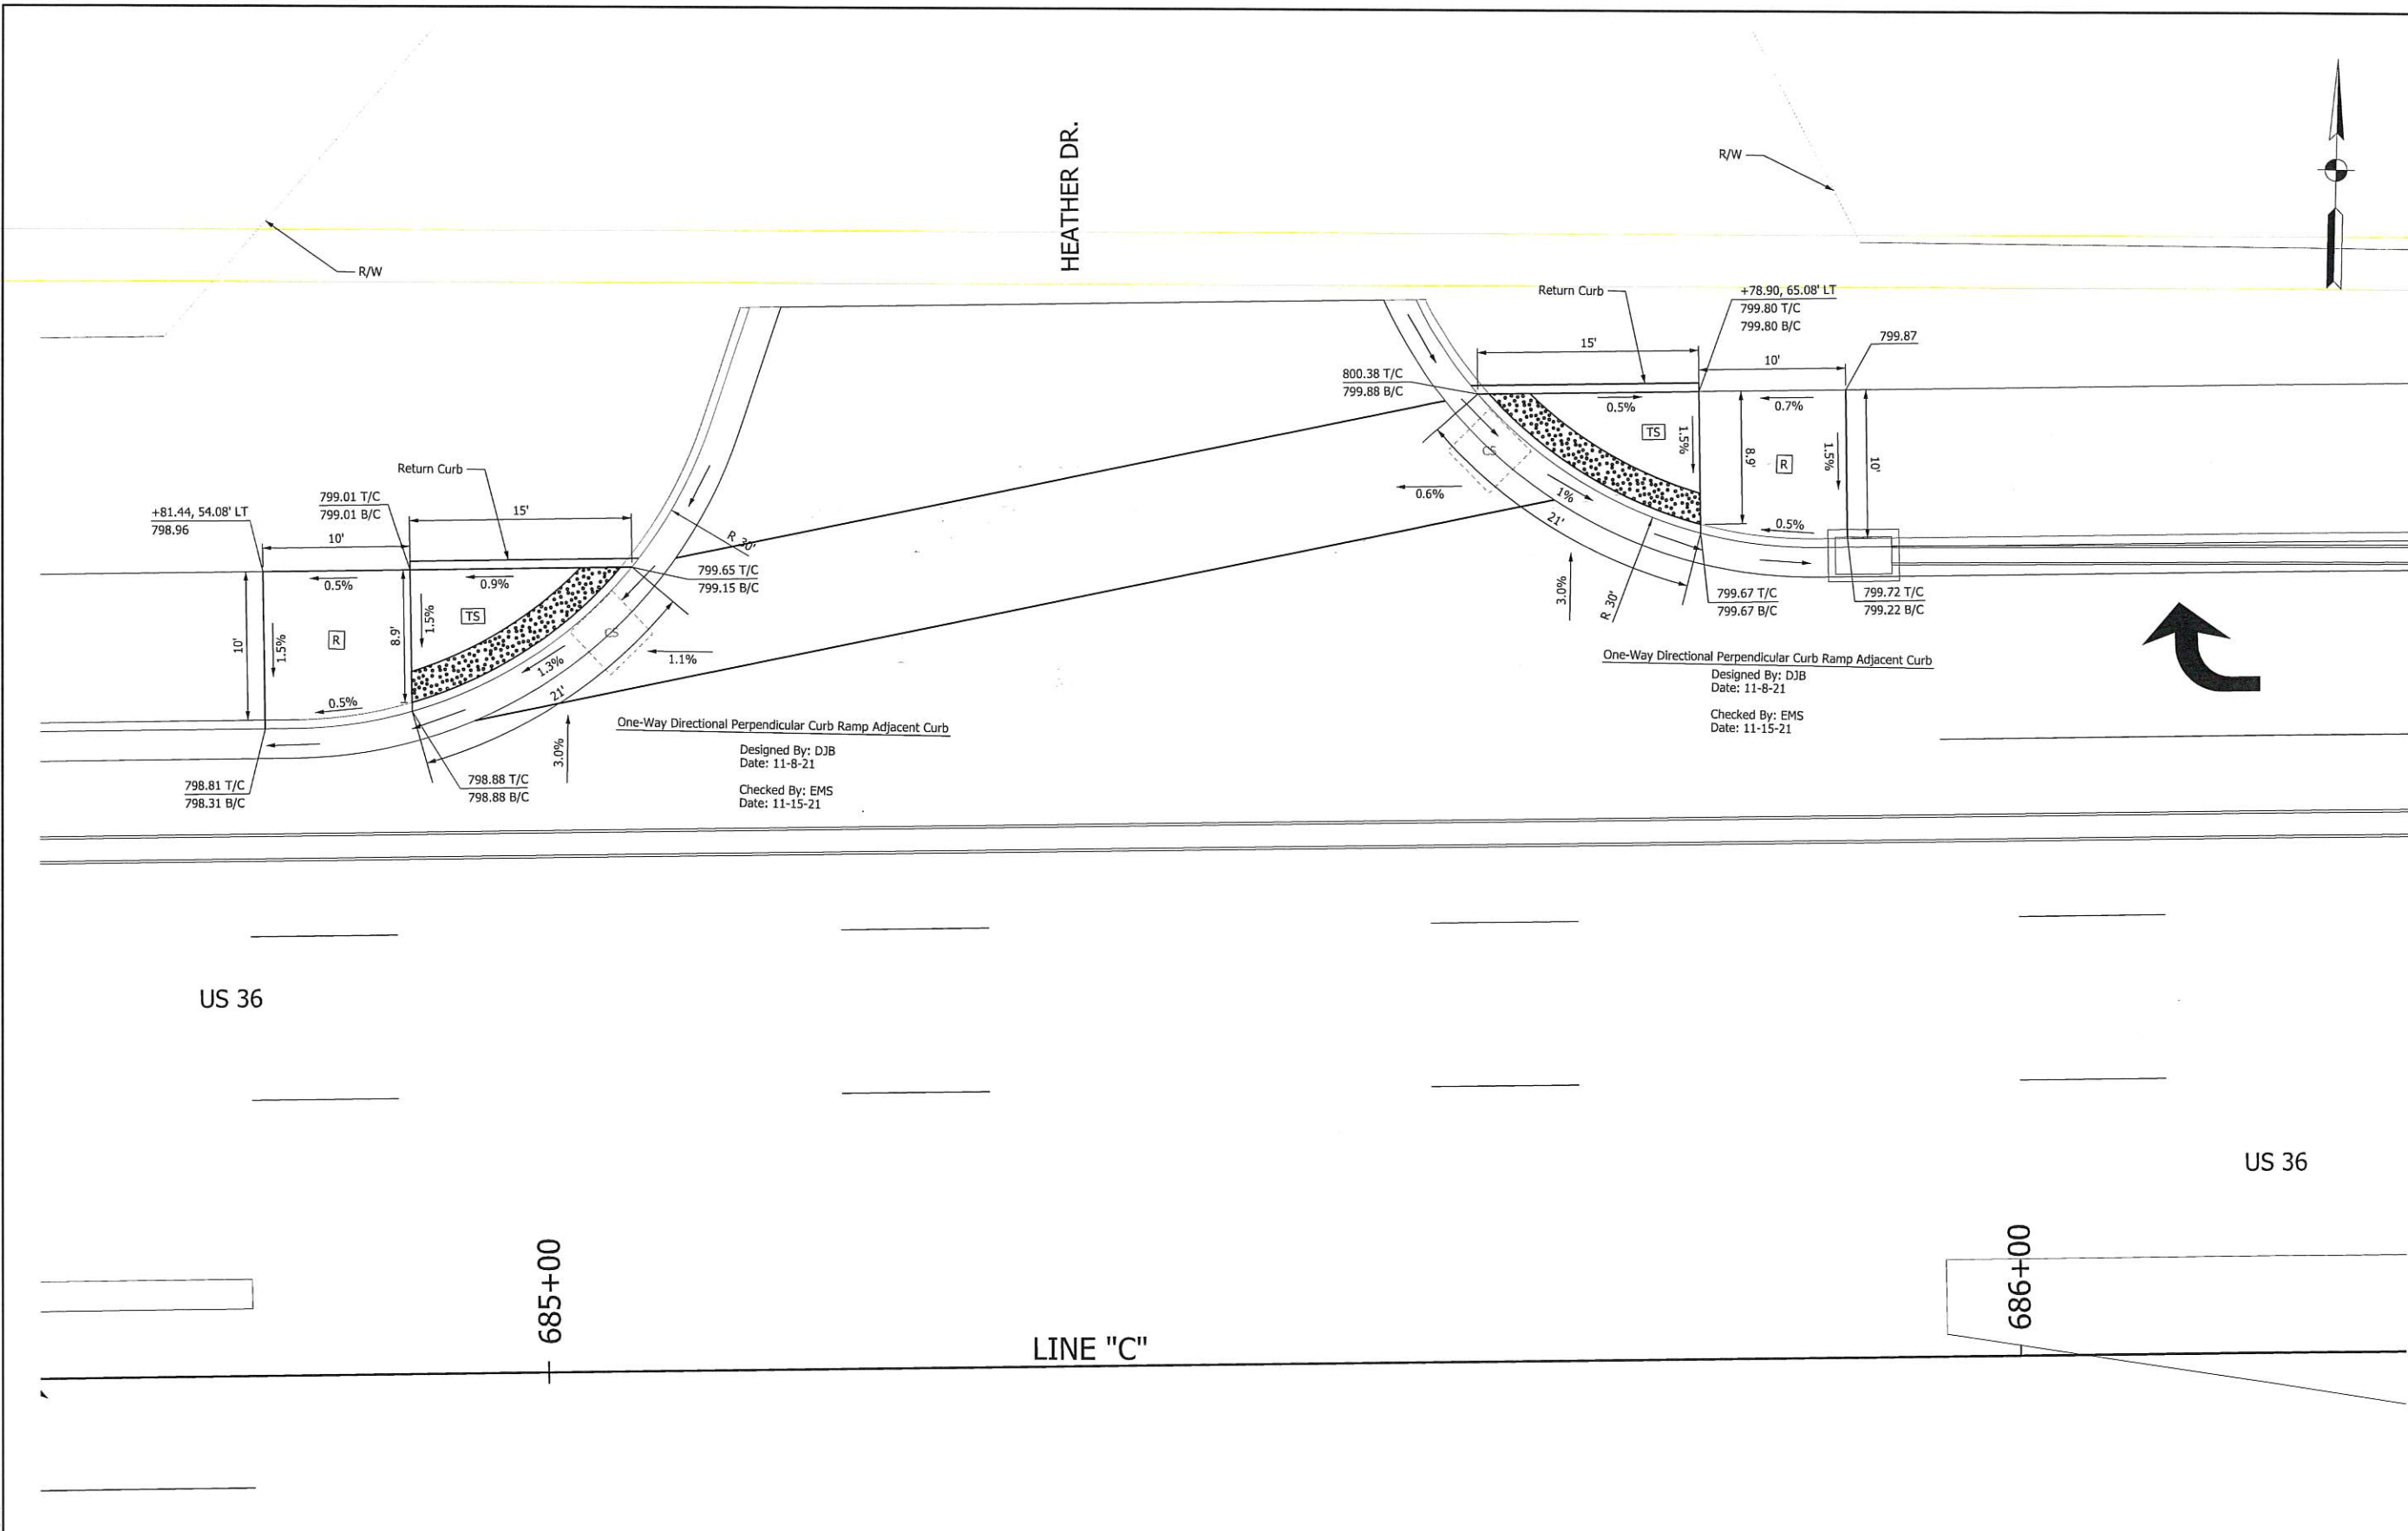 HEATHER DR.
R/W
R/W
Return Curb
+78.90, 65.08' LT
799.80 T/C
799.80 B/C
799.87
15'
10'
800.38 T/C
799.88 B/C
0.5%
0.7%
TS
1.5%
8.9'
R
1.5%
10'
CS
0.6%
1%
21'
0.5%
3.0%
R 30'
799.67 T/C
799.67 B/C
799.72 T/C
799.22 B/C
One-Way Directional Perpendicular Curb Ramp Adjacent Curb
Designed By: DJB
Date: 11-8-21
Checked By: EMS
Date: 11-15-21
Return Curb
799.01 T/C
799.01 B/C
+81.44, 54.08' LT
798.96
15'
10'
R 30'
799.65 T/C
799.15 B/C
0.5%
0.9%
10'
1.5%
R
8.9'
1.5%
TS
CS
1.1%
1.3%
21'
0.5%
3.0%
798.81 T/C
798.31 B/C
798.88 T/C
798.88 B/C
One-Way Directional Perpendicular Curb Ramp Adjacent Curb
Designed By: DJB
Date: 11-8-21
Checked By: EMS
Date: 11-15-21
US 36
US 36
685+00
686+00
LINE "C"